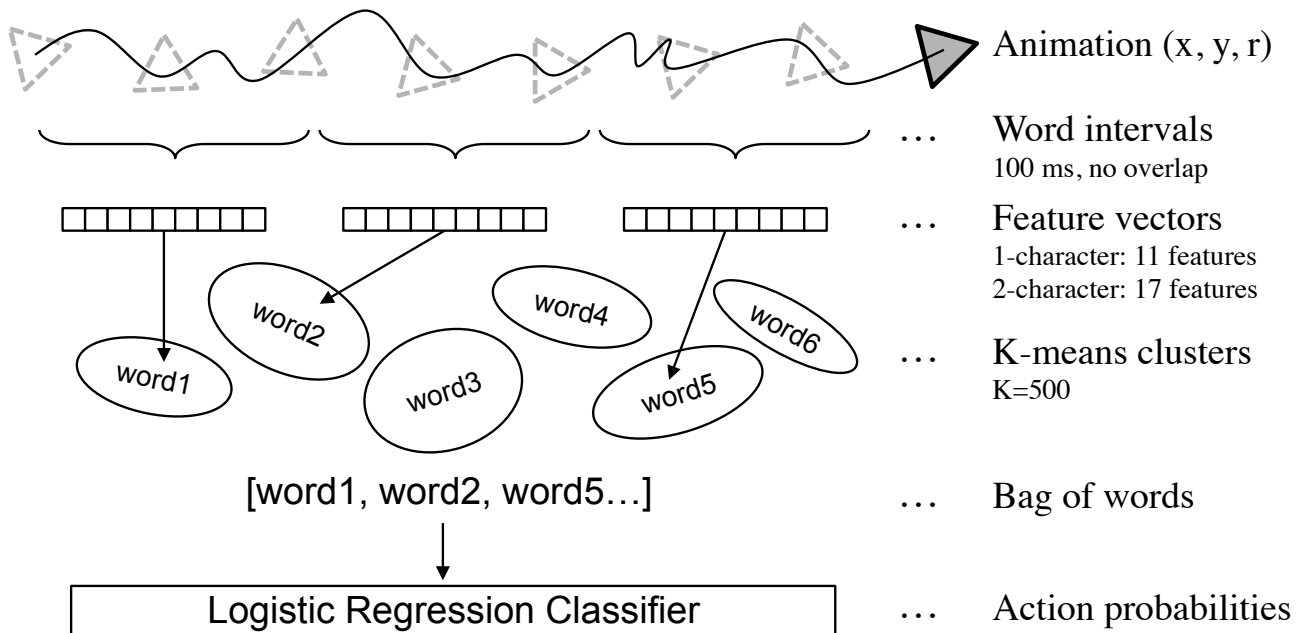 Animation (x, y, r)
… Word intervals
100 ms, no overlap
… Feature vectors
1-character: 11 features
2-character: 17 features
word1
word2
word3
word4
word5
word6
… K-means clusters
K=500
[word1, word2, word5…]
… Bag of words
Logistic Regression Classifier
… Action probabilities